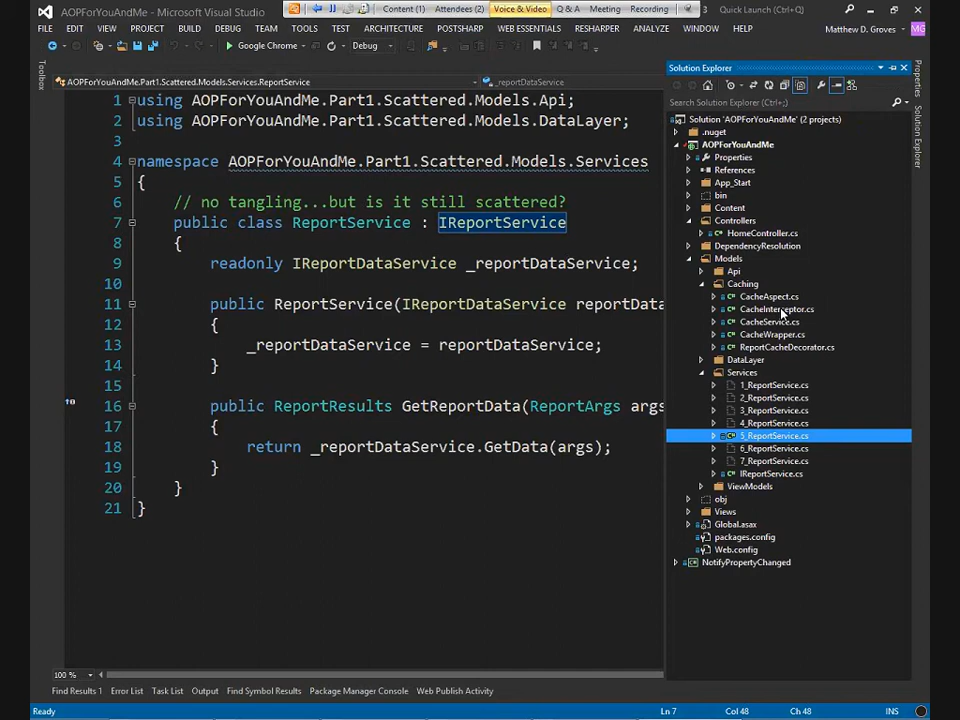 AOPForYouAndMe - Microsoft Visual Studio
Content (1)
Attendees (2)
Voice & Video
Q & A
Meeting
Recording
3
Quick Launch (Ctrl+Q)
FILE EDIT VIEW PROJECT BUILD DEBUG TEAM TOOLS TEST ARCHITECTURE POSTSHARP WEB ESSENTIALS RESHARPER ANALYZE WINDOW HELP
Matthew D. Groves
MG
Google Chrome
Debug
Toolbox
AOPForYouAndMe.Part1.Scattered.Models.Services.ReportService
_reportDataService
1 using AOPForYouAndMe.Part1.Scattered.Models.Api;
2 using AOPForYouAndMe.Part1.Scattered.Models.DataLayer;
3
4 namespace AOPForYouAndMe.Part1.Scattered.Models.Services
5 {
6 // no tangling...but is it still scattered?
7 public class ReportService : IReportService
8 {
9 readonly IReportDataService _reportDataService;
10
11 public ReportService(IReportDataService reportData
12 {
13 _reportDataService = reportDataService;
14 }
15
16 public ReportResults GetReportData(ReportArgs args
17 {
18 return _reportDataService.GetData(args);
19 }
20 }
21 }
100 %
Solution Explorer
Search Solution Explorer (Ctrl+;)
Solution 'AOPForYouAndMe' (2 projects)
.nuget
AOPForYouAndMe
Properties
References
App_Start
bin
Content
Controllers
HomeController.cs
DependencyResolution
Models
Api
Caching
CacheAspect.cs
CacheInterceptor.cs
CacheService.cs
CacheWrapper.cs
ReportCacheDecorator.cs
DataLayer
Services
1_ReportService.cs
2_ReportService.cs
3_ReportService.cs
4_ReportService.cs
5_ReportService.cs
6_ReportService.cs
7_ReportService.cs
IReportService.cs
ViewModels
obj
Views
Global.asax
packages.config
Web.config
NotifyPropertyChanged
Properties
Solution Explorer
Find Results 1 Error List Task List Output Find Symbol Results Package Manager Console Web Publish Activity
Ready
Ln 7
Col 48
Ch 48
INS